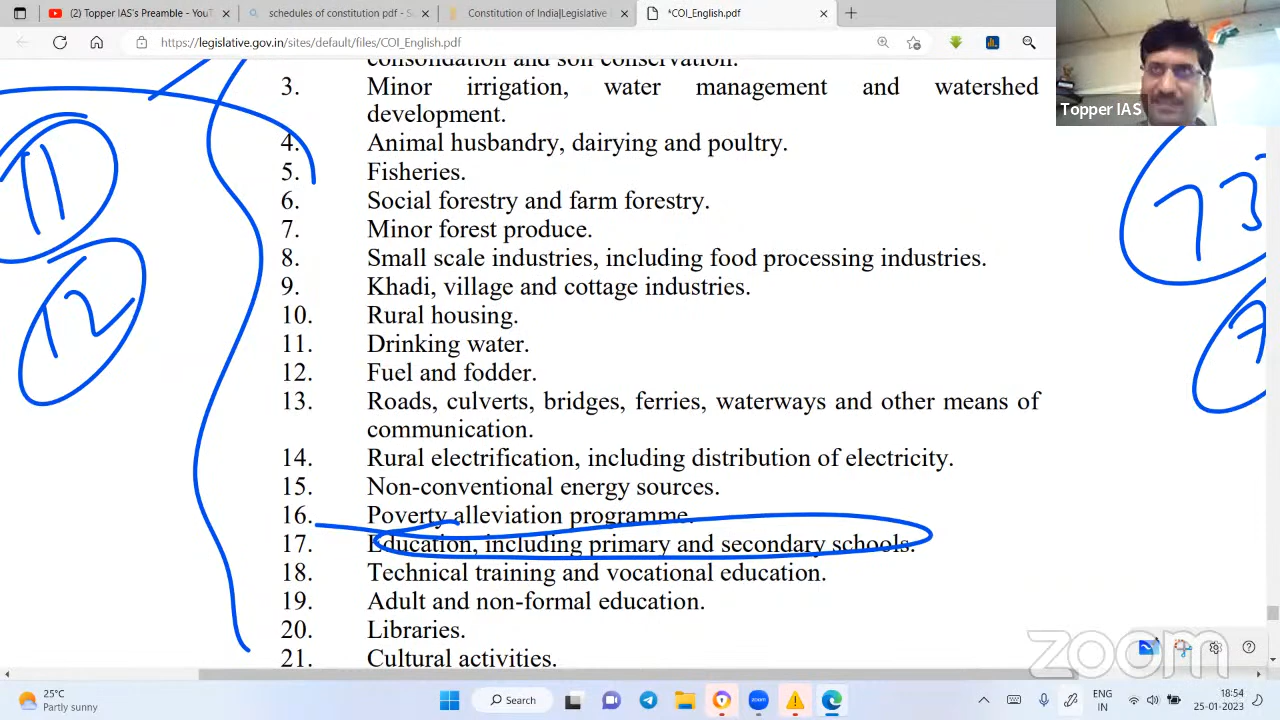 (2) Topper IAS's Preamble - YouT
schedules of constitution pdf - S
Constitution of India|Legislative
*COI_English.pdf
https://legislative.gov.in/sites/default/files/COI_English.pdf
Topper IAS
consolidation and soil conservation.
3. Minor irrigation, water management and watershed
development.
4. Animal husbandry, dairying and poultry.
5. Fisheries.
6. Social forestry and farm forestry.
7. Minor forest produce.
8. Small scale industries, including food processing industries.
9. Khadi, village and cottage industries.
10. Rural housing.
11. Drinking water.
12. Fuel and fodder.
13. Roads, culverts, bridges, ferries, waterways and other means of
communication.
14. Rural electrification, including distribution of electricity.
15. Non-conventional energy sources.
16. Poverty alleviation programme.
17. Education, including primary and secondary schools.
18. Technical training and vocational education.
19. Adult and non-formal education.
20. Libraries.
21. Cultural activities.
11
12
73
7
zoom
25°C
Partly sunny
Search
zoom
ENG
IN
18:54
25-01-2023